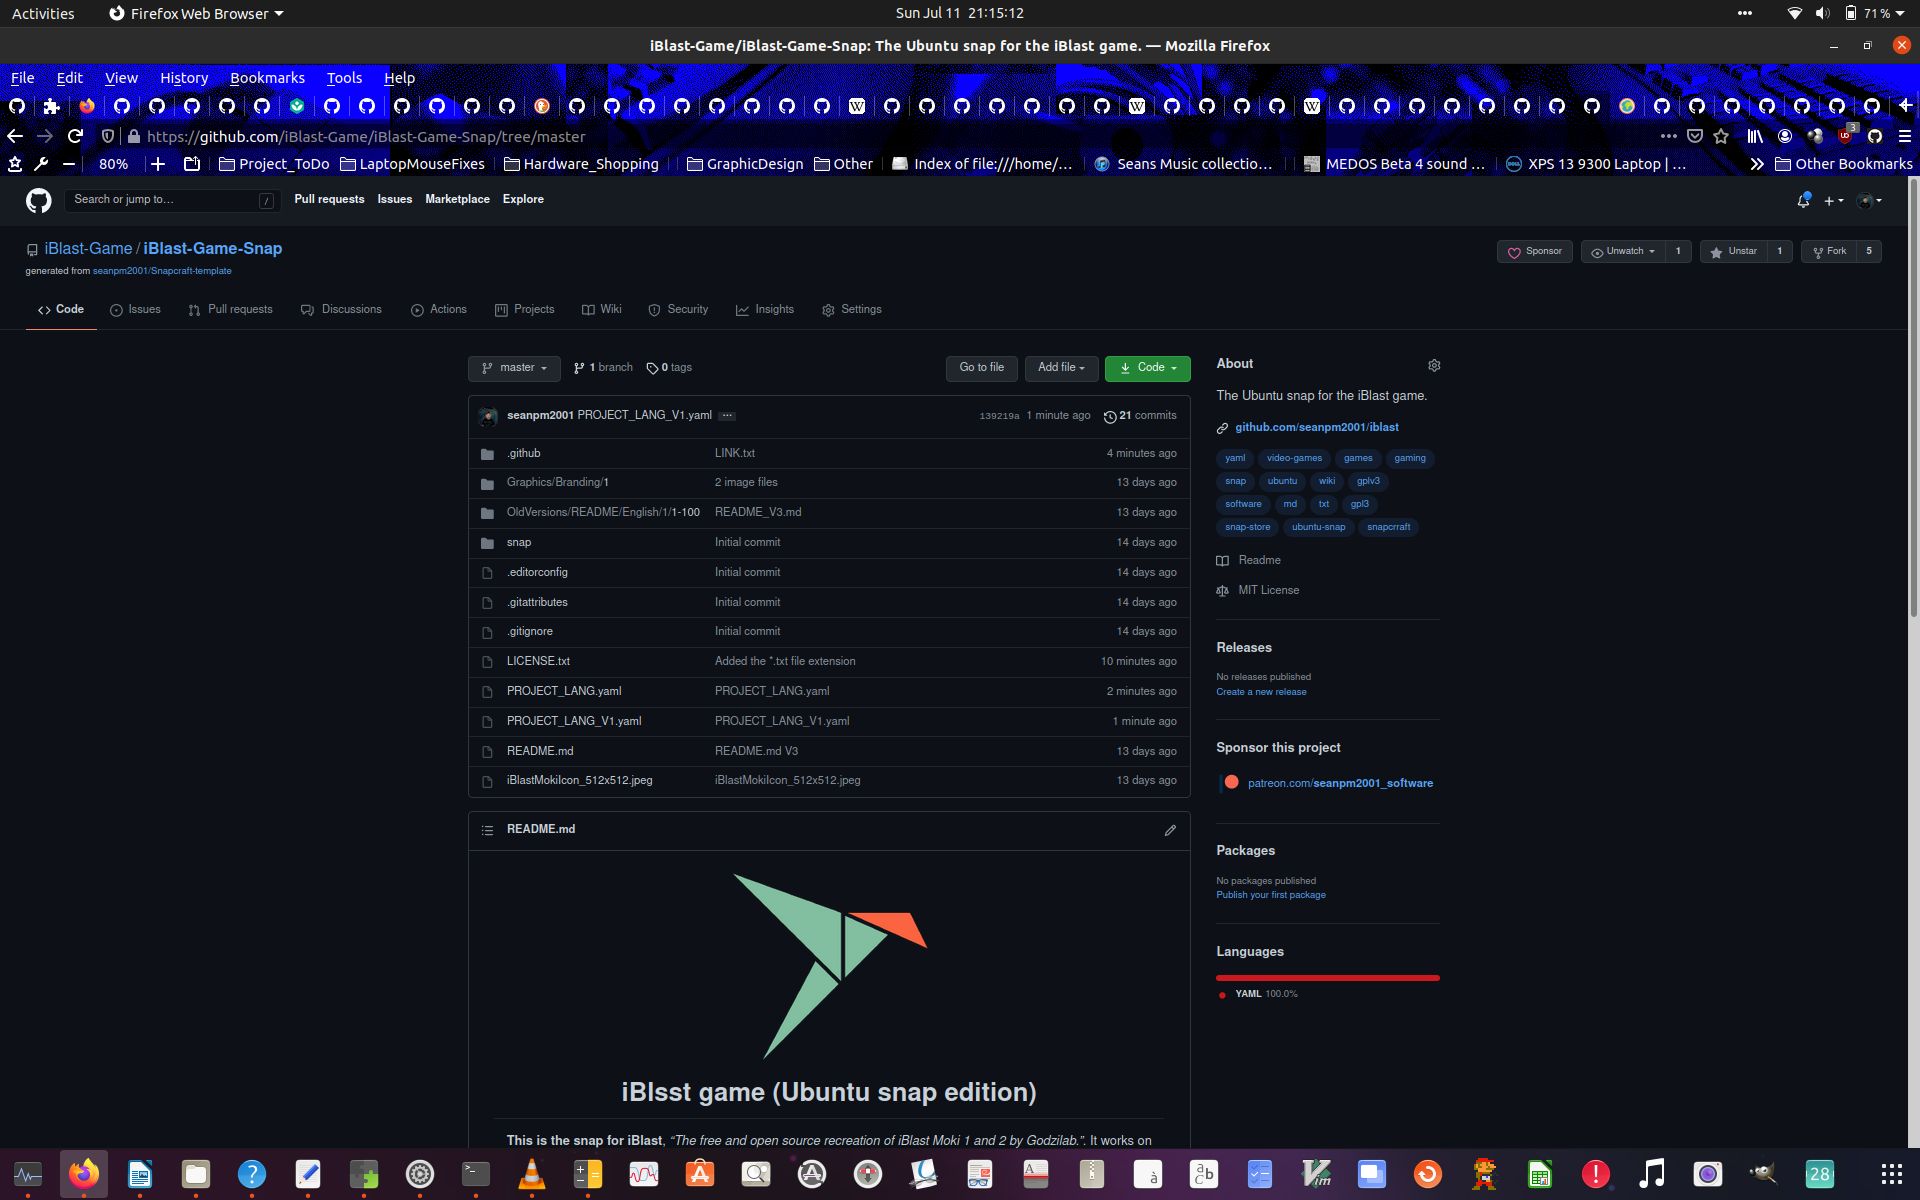 Activities Firefox Web Browser Sun Jul 11 21:15:12 71 %
iBlast-Game/iBlast-Game-Snap: The Ubuntu snap for the iBlast game. — Mozilla Firefox
File Edit View History Bookmarks Tools Help
https://github.com/iBlast-Game/iBlast-Game-Snap/tree/master 3
80% Project_ToDo LaptopMouseFixes Hardware_Shopping GraphicDesign Other Index of file:///home/… Seans Music collectio… MEDOS Beta 4 sound … XPS 13 9300 Laptop | … Other Bookmarks
Search or jump to… / Pull requests Issues Marketplace Explore
iBlast-Game / iBlast-Game-Snap
Sponsor Unwatch 1 Unstar 1 Fork 5
generated from seanpm2001/Snapcraft-template
Code Issues Pull requests Discussions Actions Projects Wiki Security Insights Settings
master 1 branch 0 tags Go to file Add file Code
seanpm2001 PROJECT_LANG_V1.yaml ... 139219a 1 minute ago 21 commits
.github LINK.txt 4 minutes ago
Graphics/Branding/1 2 image files 13 days ago
OldVersions/README/English/1/1-100 README_V3.md 13 days ago
snap Initial commit 14 days ago
.editorconfig Initial commit 14 days ago
.gitattributes Initial commit 14 days ago
.gitignore Initial commit 14 days ago
LICENSE.txt Added the *.txt file extension 10 minutes ago
PROJECT_LANG.yaml PROJECT_LANG.yaml 2 minutes ago
PROJECT_LANG_V1.yaml PROJECT_LANG_V1.yaml 1 minute ago
README.md README.md V3 13 days ago
iBlastMokiIcon_512x512.jpeg iBlastMokiIcon_512x512.jpeg 13 days ago
README.md
iBlsst game (Ubuntu snap edition)
This is the snap for iBlast, “The free and open source recreation of iBlast Moki 1 and 2 by Godzilab.”. It works on
About
The Ubuntu snap for the iBlast game.
github.com/seanpm2001/iblast
yaml video-games games gaming
snap ubuntu wiki gplv3
software md txt gpl3
snap-store ubuntu-snap snapcrraft
Readme
MIT License
Releases
No releases published
Create a new release
Sponsor this project
patreon.com/seanpm2001_software
Packages
No packages published
Publish your first package
Languages
YAML 100.0%
28